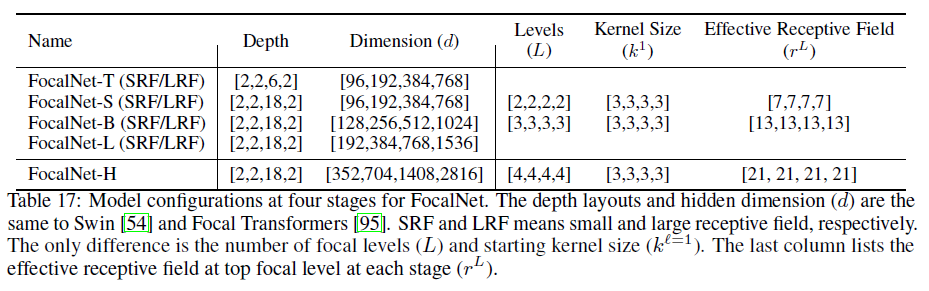 Name Depth Dimension (d) Levels (L) Kernel Size (k¹) Effective Receptive Field (r^L)
FocalNet-T (SRF/LRF) [2,2,6,2] [96,192,384,768]
FocalNet-S (SRF/LRF) [2,2,18,2] [96,192,384,768] [2,2,2,2] [3,3,3,3] [7,7,7,7]
FocalNet-B (SRF/LRF) [2,2,18,2] [128,256,512,1024] [3,3,3,3] [3,3,3,3] [13,13,13,13]
FocalNet-L (SRF/LRF) [2,2,18,2] [192,384,768,1536]
FocalNet-H [2,2,18,2] [352,704,1408,2816] [4,4,4,4] [3,3,3,3] [21, 21, 21, 21]
Table 17: Model configurations at four stages for FocalNet. The depth layouts and hidden dimension (d) are the
same to Swin [54] and Focal Transformers [95]. SRF and LRF means small and large receptive field, respectively.
The only difference is the number of focal levels (L) and starting kernel size (k^{ℓ=1}). The last column lists the
effective receptive field at top focal level at each stage (r^L).